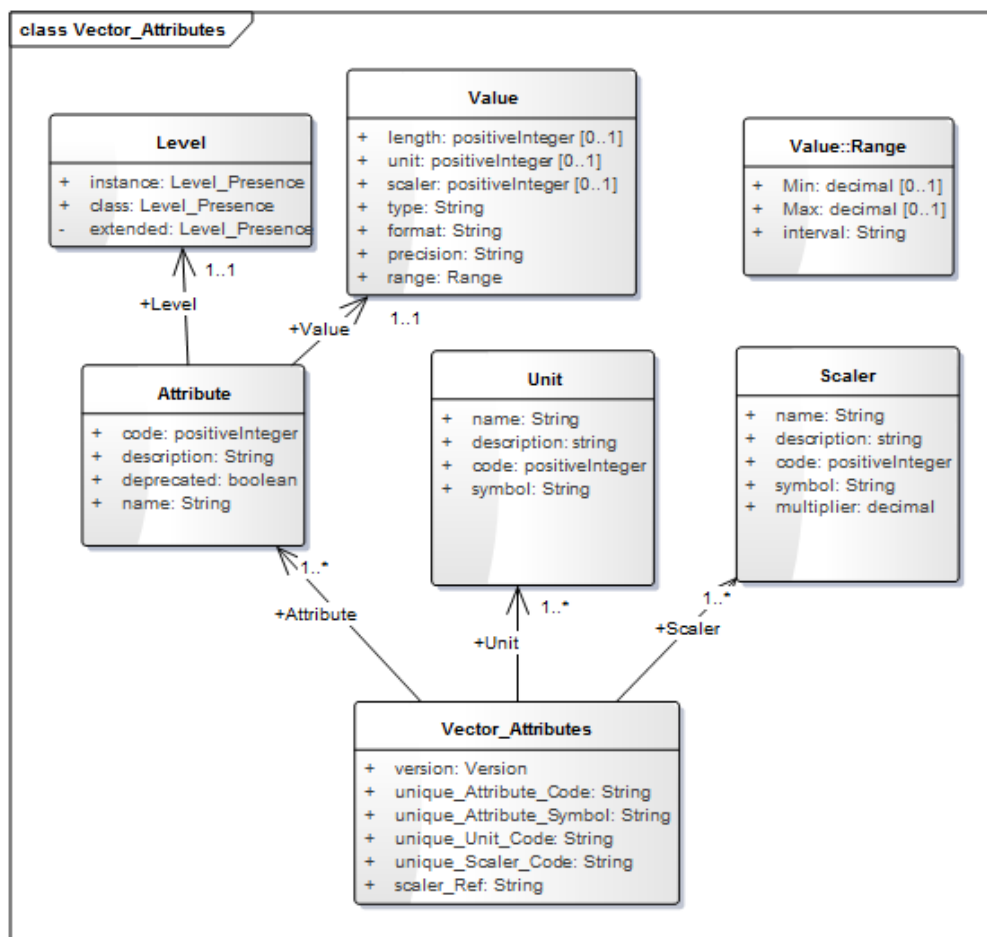 class Vector_Attributes
Level
+ instance: Level_Presence
+ class: Level_Presence
- extended: Level_Presence
Value
+ length: positiveInteger [0..1]
+ unit: positiveInteger [0..1]
+ scaler: positiveInteger [0..1]
+ type: String
+ format: String
+ precision: String
+ range: Range
Value::Range
+ Min: decimal [0..1]
+ Max: decimal [0..1]
+ interval: String
1..1
+Level
+Value
1..1
Attribute
+ code: positiveInteger
+ description: String
+ deprecated: boolean
+ name: String
Unit
+ name: String
+ description: string
+ code: positiveInteger
+ symbol: String
Scaler
+ name: String
+ description: string
+ code: positiveInteger
+ symbol: String
+ multiplier: decimal
1..*
+Attribute
1..*
+Unit
1..*
+Scaler
Vector_Attributes
+ version: Version
+ unique_Attribute_Code: String
+ unique_Attribute_Symbol: String
+ unique_Unit_Code: String
+ unique_Scaler_Code: String
+ scaler_Ref: String